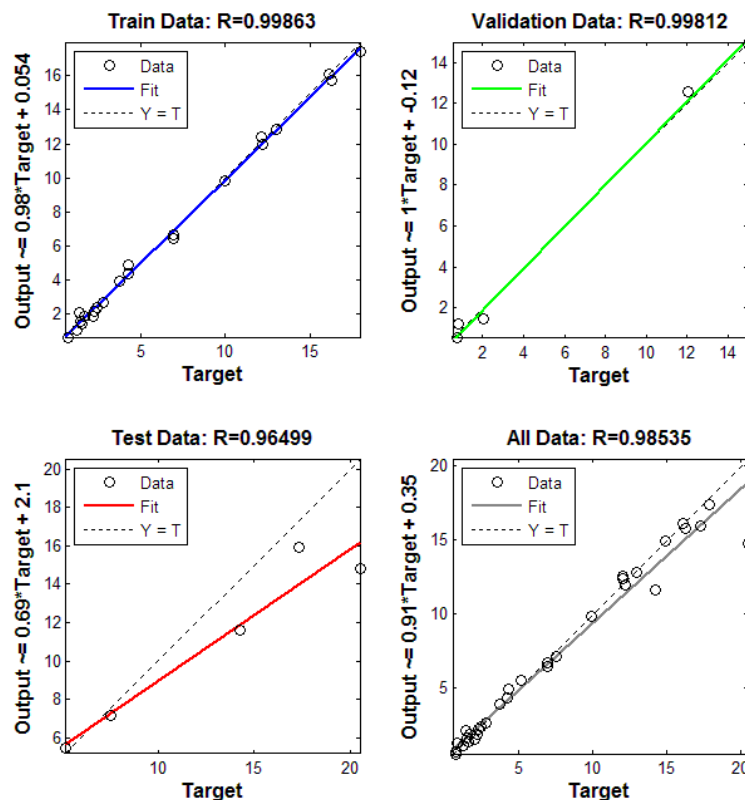 Train Data: R=0.99863
Output ~= 0.98*Target + 0.054
16
14
12
10
8
6
4
2
Data
Fit
Y = T
5
10
15
Target
Validation Data: R=0.99812
Output ~= 1*Target + -0.12
14
12
10
8
6
4
2
Data
Fit
Y = T
2
4
6
8
10
12
14
Target
Test Data: R=0.96499
Output ~= 0.69*Target + 2.1
20
18
16
14
12
10
8
6
Data
Fit
Y = T
10
15
20
Target
All Data: R=0.98535
Output ~= 0.91*Target + 0.35
20
15
10
5
Data
Fit
Y = T
5
10
15
20
Target